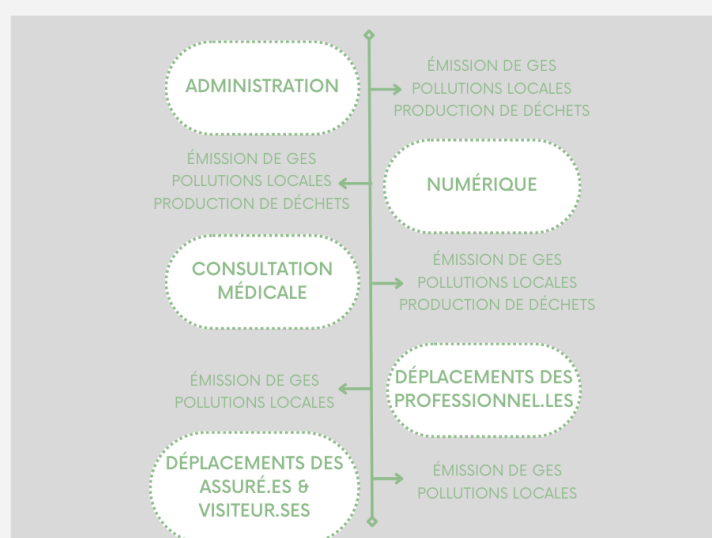 ADMINISTRATION
ÉMISSION DE GES
POLLUTIONS LOCALES
PRODUCTION DE DÉCHETS
ÉMISSION DE GES
POLLUTIONS LOCALES
PRODUCTION DE DÉCHETS
NUMÉRIQUE
CONSULTATION
MÉDICALE
ÉMISSION DE GES
POLLUTIONS LOCALES
PRODUCTION DE DÉCHETS
ÉMISSION DE GES
POLLUTIONS LOCALES
DÉPLACEMENTS DES
PROFESSIONNEL.LES
DÉPLACEMENTS DES
ASSURÉ.ES &
VISITEUR.SES
ÉMISSION DE GES
POLLUTIONS LOCALES